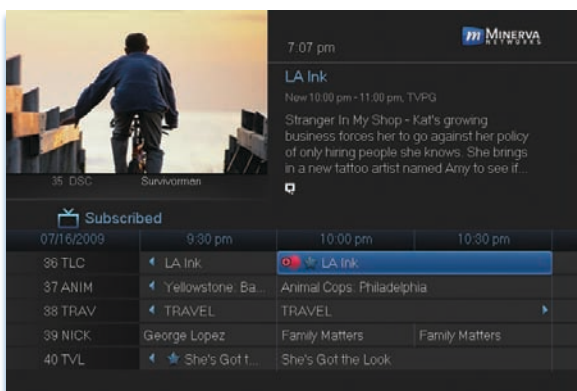 7:07 pm
m MINERVA
NETWORKS
LA Ink
New 10:00 pm - 11:00 pm, TVPG
Stranger In My Shop - Kat's growing
business forces her to go against her policy
of only hiring people she knows. She brings
in a new tattoo artist named Amy to see if...
35 DSC Survivorman
Subscribed
07/16/2009 9:30 pm 10:00 pm 10:30 pm
36 TLC LA Ink LA Ink
37 ANIM Yellowstone: Ba... Animal Cops: Philadelphia
38 TRAV TRAVEL TRAVEL
39 NICK George Lopez Family Matters Family Matters
40 TVL She's Got t... She's Got the Look